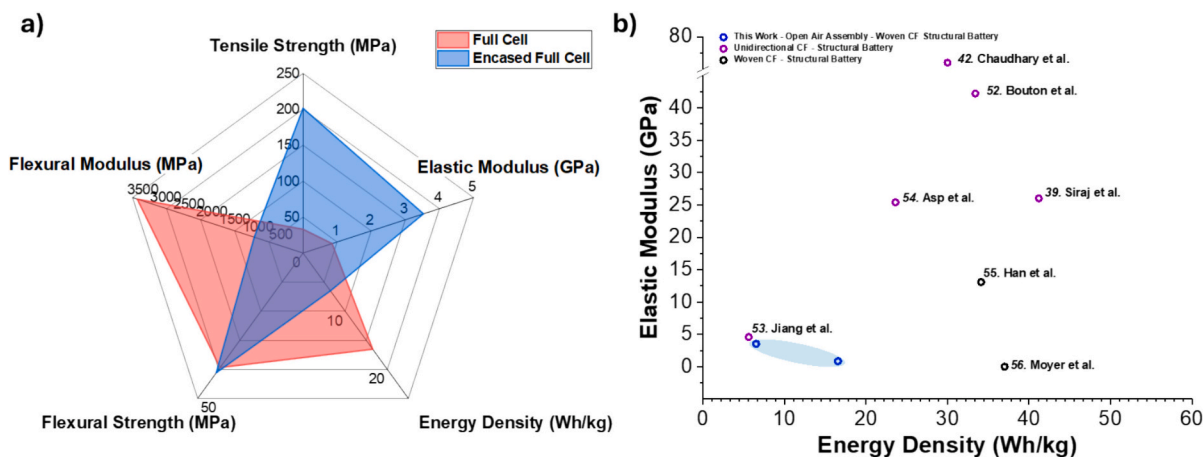 a)
Tensile Strength (MPa)
Full Cell
Encased Full Cell
250
200
150
100
50
0
Elastic Modulus (GPa)
1
2
3
4
5
Flexural Modulus (MPa)
3500
3000
2500
2000
1500
1000
500
10
20
50
Flexural Strength (MPa)
Energy Density (Wh/kg)
b)
This Work - Open Air Assembly - Woven CF Structural Battery
Unidirectional CF - Structural Battery
Woven CF - Structural Battery
Elastic Modulus (GPa)
80
40
35
30
25
20
15
10
5
0
42. Chaudhary et al.
52. Bouton et al.
54. Asp et al.
39. Siraj et al.
55. Han et al.
53. Jiang et al.
56. Moyer et al.
0
10
20
30
40
50
60
Energy Density (Wh/kg)